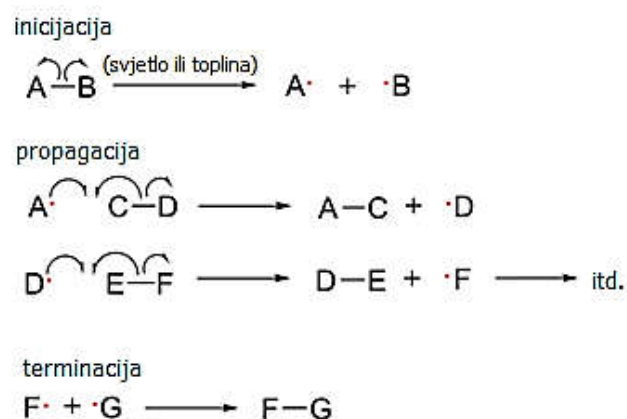 inicijacija
A–B (svjetlo ili toplina) A· + ·B
propagacija
A· C–D A–C + ·D
D· E–F D–E + ·F itd.
terminacija
F· + ·G F–G